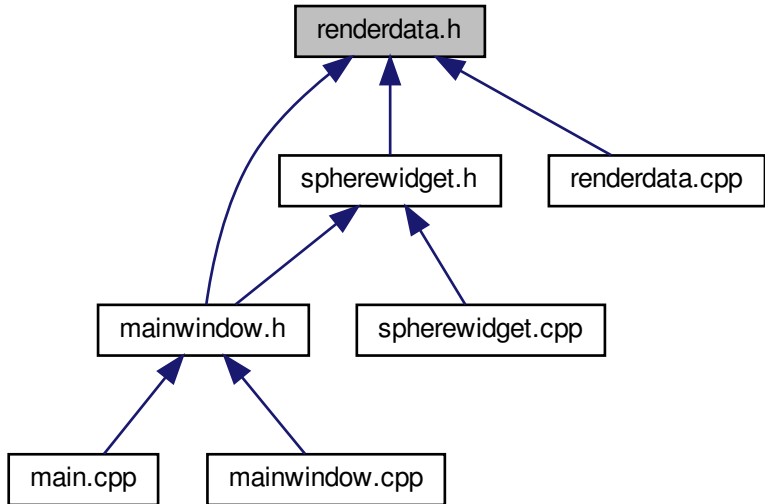 renderdata.h
spherewidget.h
renderdata.cpp
mainwindow.h
spherewidget.cpp
main.cpp
mainwindow.cpp